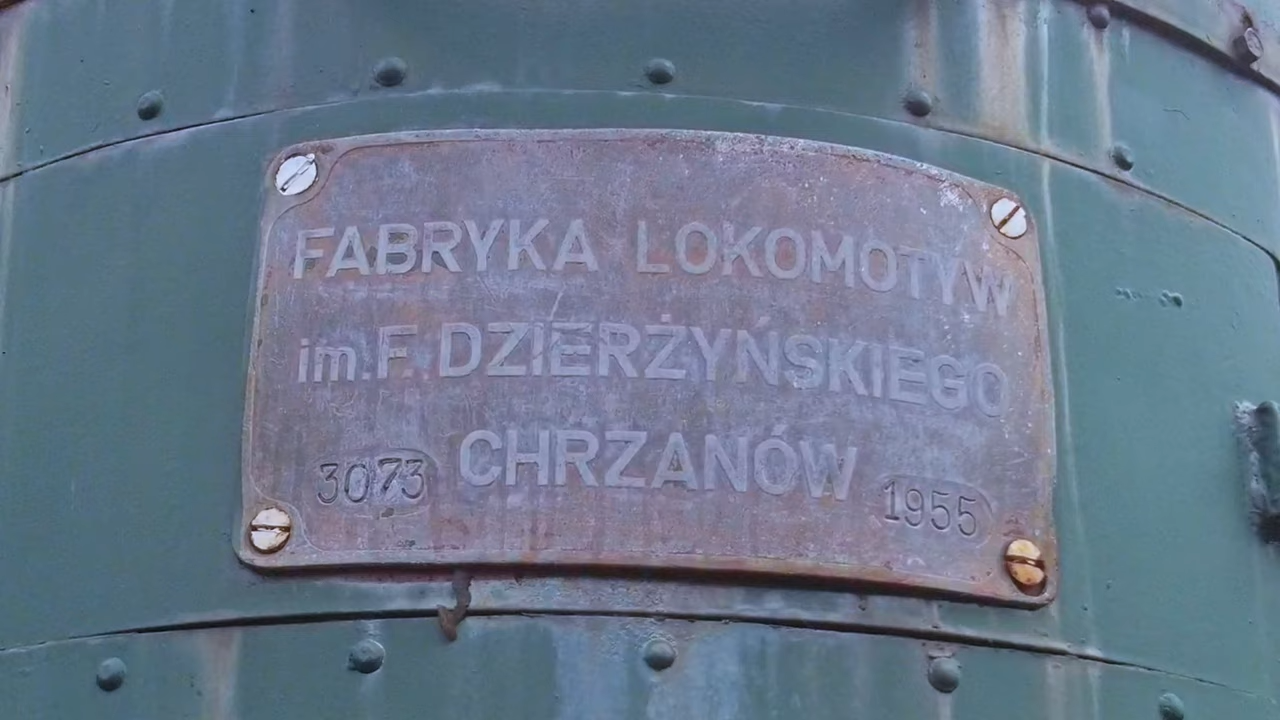 FABRYKA LOKOMOTYW
im.F. DZIERŻYŃSKIEGO
CHRZANÓW
3073
1955